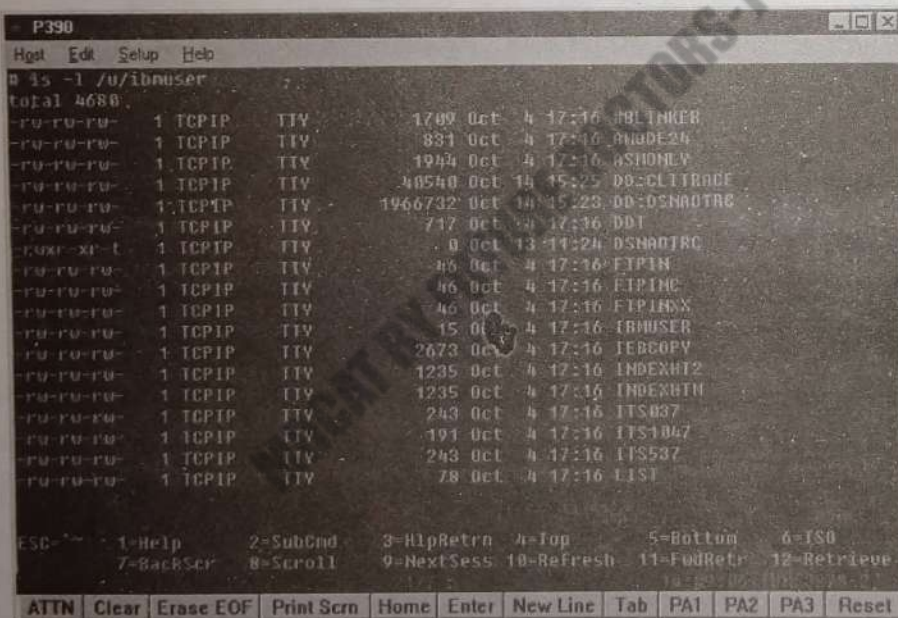 P390
Host Edit Setup Help
# ls -l /u/ibmuser
total 4680
-rw-rw-rw- 1 TCPIP TTY 1709 Oct 4 17:16
-rw-rw-rw- 1 TCPIP TTY 831 Oct 4 17:16 AMODE24
-rw-rw-rw- 1 TCPIP TTY 1944 Oct 4 17:16 ASMONLY
-rw-rw-rw- 1 TCPIP TTY 40540 Oct 14 15:25 DD:CLITRACE
-rw-rw-rw- 1 TCPIP TTY 1966732 Oct 14 15:23 DD:DSNAOTRC
-rw-rw-rw- 1 TCPIP TTY 717 Oct 4 17:16 DDT
-rwxr-xr-t 1 TCPIP TTY 0 Oct 13 11:24 DSNAOTRC
-rw-rw-rw- 1 TCPIP TTY 46 Oct 4 17:16 FTPIN
-rw-rw-rw- 1 TCPIP TTY 46 Oct 4 17:16 FTPINC
-rw-rw-rw- 1 TCPIP TTY 46 Oct 4 17:16 FTPINXX
-rw-rw-rw- 1 TCPIP TTY 15 4 17:16 IBMUSER
-rw-rw-rw- 1 TCPIP TTY 2673 Oct 4 17:16 IEBCOPY
-rw-rw-rw- 1 TCPIP TTY 1235 Oct 4 17:16 INDEXHT2
-rw-rw-rw- 1 TCPIP TTY 1235 Oct 4 17:16 INDEXHTM
-rw-rw-rw- 1 TCPIP TTY 243 Oct 4 17:16 ITS037
-rw-rw-rw- 1 TCPIP TTY 191 Oct 4 17:16 ITS1047
-rw-rw-rw- 1 TCPIP TTY 243 Oct 4 17:16 ITS537
-rw-rw-rw- 1 TCPIP TTY 78 Oct 4 17:16 LIST
1=Help 2=SubCmd 3=HlpRetrn 4=Top 5=Bottom 6=TSO
7=BackScr 8=Scroll 9=NextSess 10=Refresh 11=FwdRetr 12=Retrieve
ATTN Clear Erase EOF Print Scrn Home Enter New Line Tab PA1 PA2 PA3 Reset